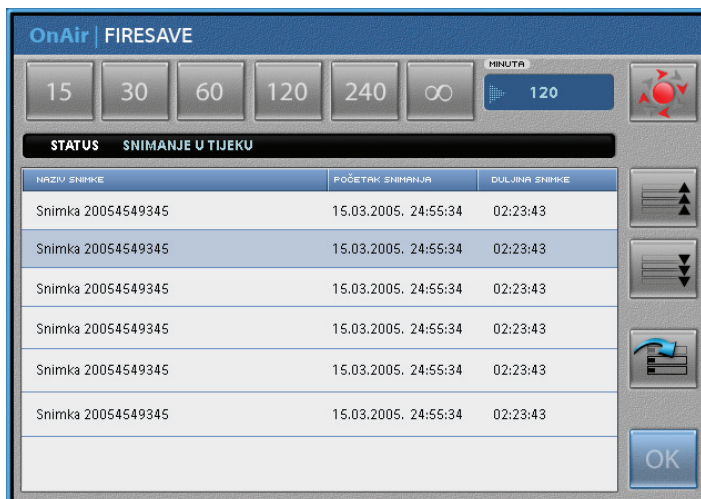 OnAir | FIRESAVE
MINUTA
15 30 60 120 240 ∞ 120
STATUS SNIMANJE U TIJEKU
NAZIV SNIMKE POČETAK SNIMANJA DULJINA SNIMKE
Snimka 20054549345 15.03.2005. 24:55:34 02:23:43
Snimka 20054549345 15.03.2005. 24:55:34 02:23:43
Snimka 20054549345 15.03.2005. 24:55:34 02:23:43
Snimka 20054549345 15.03.2005. 24:55:34 02:23:43
Snimka 20054549345 15.03.2005. 24:55:34 02:23:43
Snimka 20054549345 15.03.2005. 24:55:34 02:23:43
OK